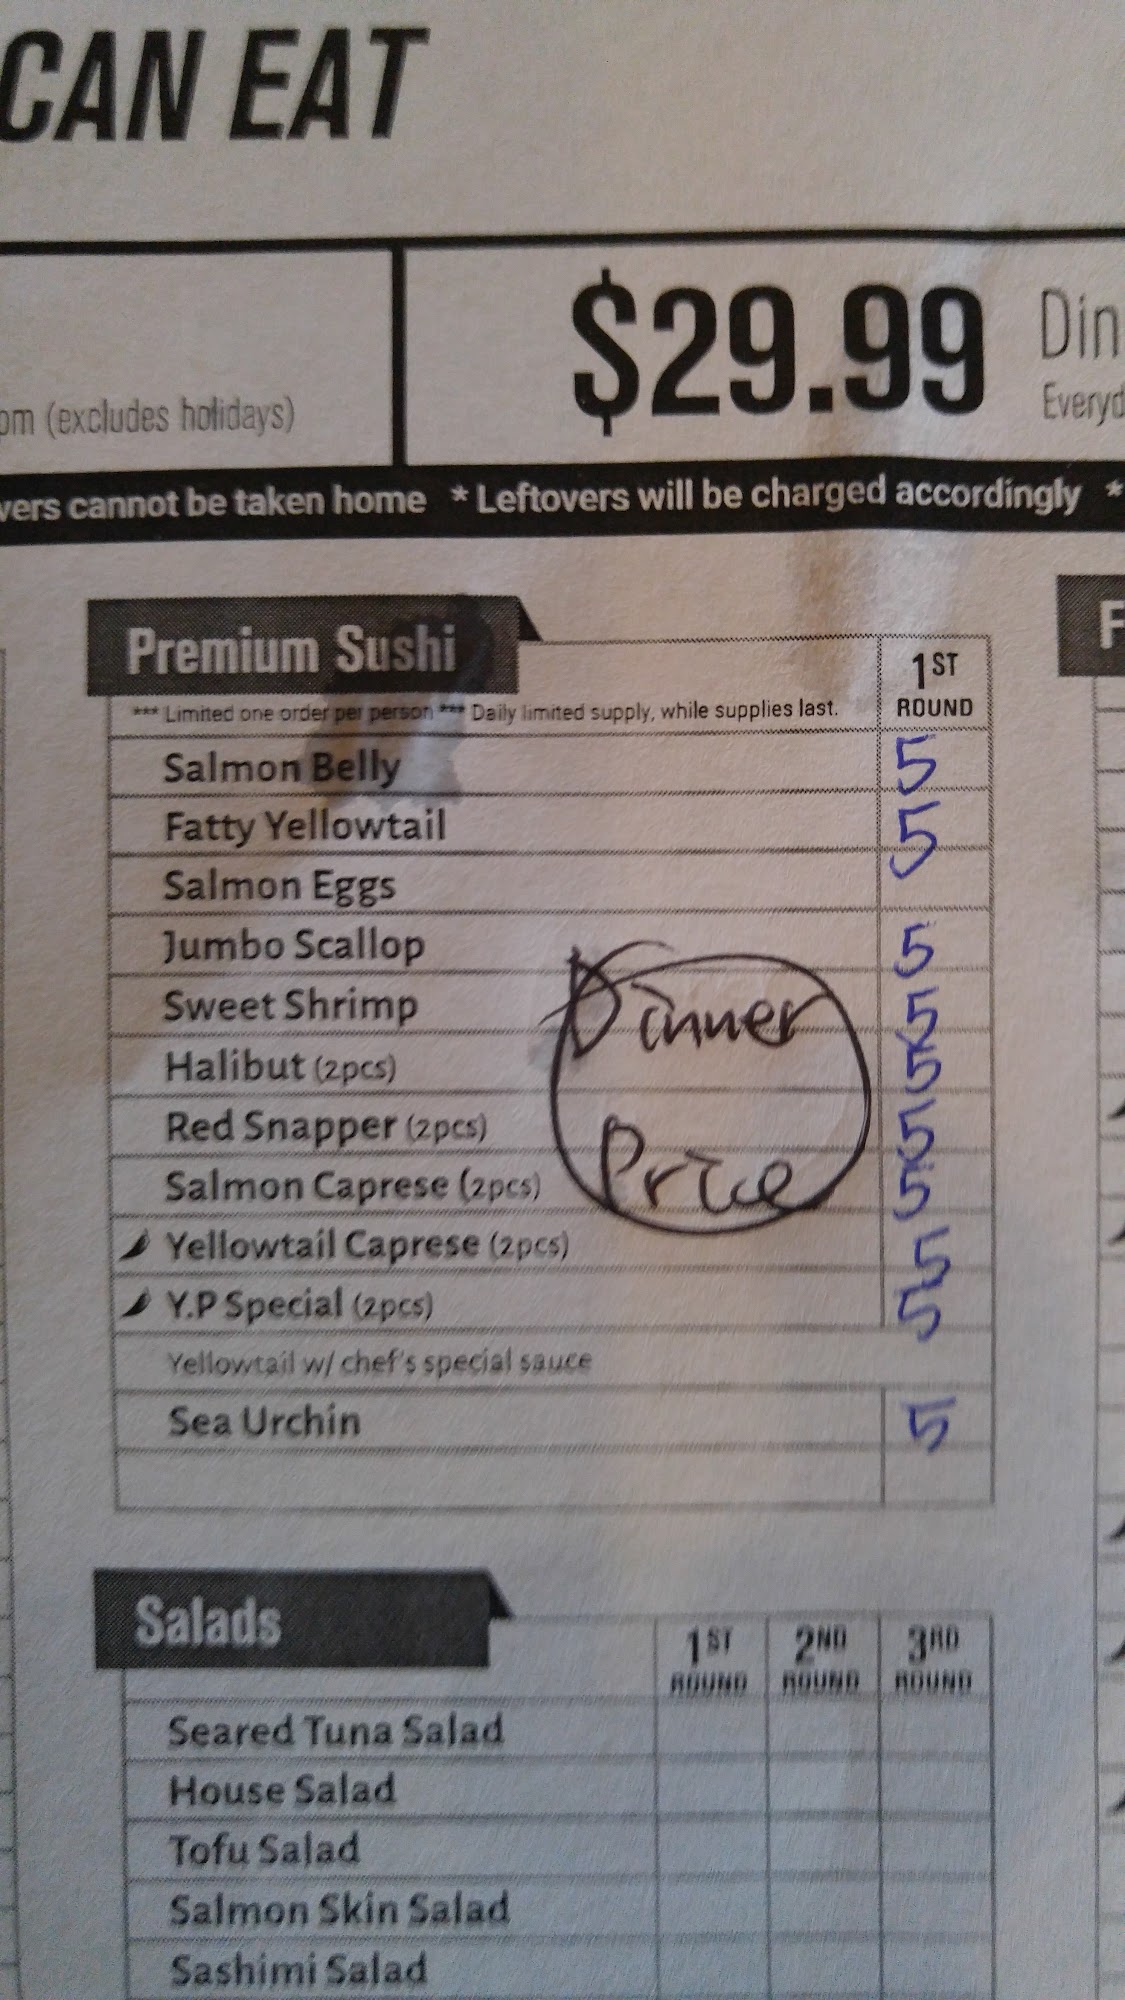 CAN EAT
pm (excludes holidays)
$29.99
Din
Everyd
vers cannot be taken home * Leftovers will be charged accordingly *
Premium Sushi
1ST ROUND
*** Limited one order per person *** Daily limited supply, while supplies last.
Salmon Belly 5
Fatty Yellowtail 5
Salmon Eggs
Jumbo Scallop 5
Sweet Shrimp 5
Halibut (2pcs) 5
Red Snapper (2pcs) 5
Salmon Caprese (2pcs) 5
Yellowtail Caprese (2pcs) 5
Y.P Special (2pcs) 5
Yellowtail w/ chef's special sauce
Sea Urchin 5
Dinner
Price
F
Salads
1ST ROUND 2ND ROUND 3RD ROUND
Seared Tuna Salad
House Salad
Tofu Salad
Salmon Skin Salad
Sashimi Salad